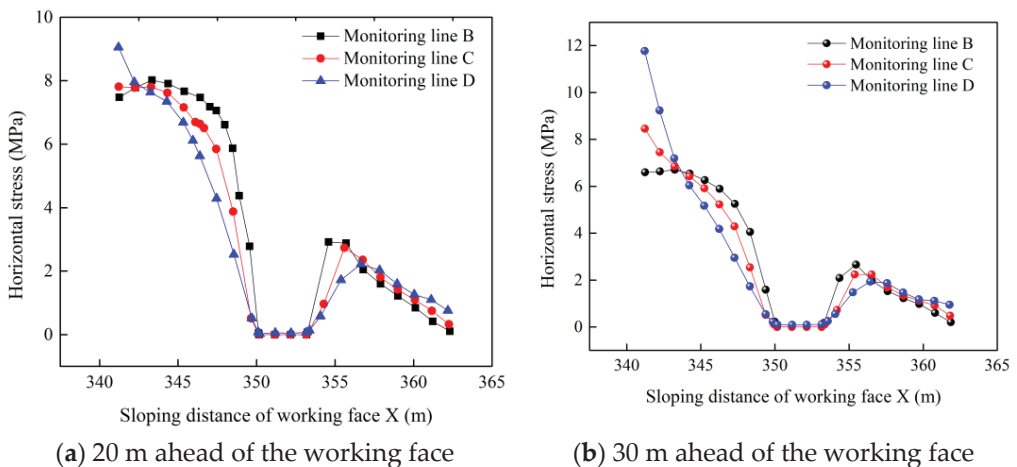 10
8
6
4
2
0
Horizontal stress (MPa)
Monitoring line B
Monitoring line C
Monitoring line D
340 345 350 355 360 365
Sloping distance of working face X (m)
(a) 20 m ahead of the working face
12
10
8
6
4
2
0
Horizontal stress (MPa)
Monitoring line B
Monitoring line C
Monitoring line D
340 345 350 355 360 365
Sloping distance of working face X (m)
(b) 30 m ahead of the working face